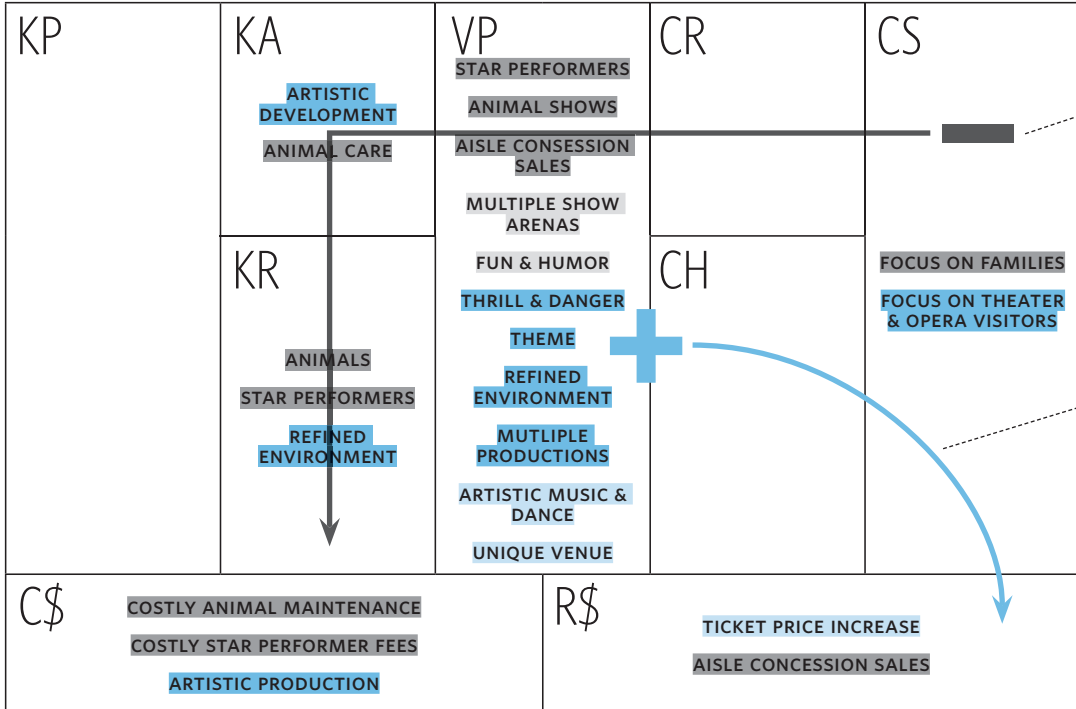 KP
KA
ARTISTIC
DEVELOPMENT
ANIMAL CARE
VP
STAR PERFORMERS
ANIMAL SHOWS
AISLE CONSESSION
SALES
MULTIPLE SHOW
ARENAS
FUN & HUMOR
THRILL & DANGER
THEME
REFINED
ENVIRONMENT
MUTLIPLE
PRODUCTIONS
ARTISTIC MUSIC &
DANCE
UNIQUE VENUE
CR
CS
FOCUS ON FAMILIES
FOCUS ON THEATER
& OPERA VISITORS
KR
ANIMALS
STAR PERFORMERS
REFINED
ENVIRONMENT
CH
C$
COSTLY ANIMAL MAINTENANCE
COSTLY STAR PERFORMER FEES
ARTISTIC PRODUCTION
R$
TICKET PRICE INCREASE
AISLE CONCESSION SALES